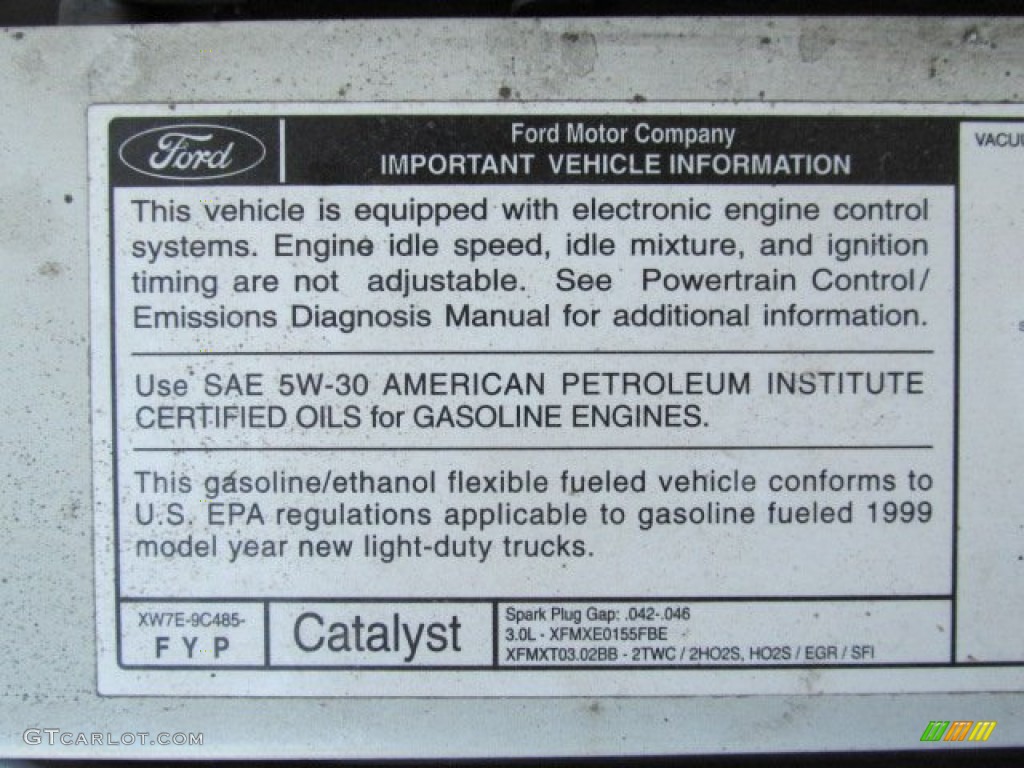 Ford
Ford Motor Company
IMPORTANT VEHICLE INFORMATION
This vehicle is equipped with electronic engine control
systems. Engine idle speed, idle mixture, and ignition
timing are not adjustable. See Powertrain Control/
Emissions Diagnosis Manual for additional information.
Use SAE 5W-30 AMERICAN PETROLEUM INSTITUTE
CERTIFIED OILS for GASOLINE ENGINES.
This gasoline/ethanol flexible fueled vehicle conforms to
U.S. EPA regulations applicable to gasoline fueled 1999
model year new light-duty trucks.
XW7E-9C485-
FYP
Catalyst
Spark Plug Gap: .042-.046
3.0L - XFMXE0155FBE
XFMXT03.02BB - 2TWC / 2HO2S, HO2S / EGR / SFI
GTCARLOT.COM